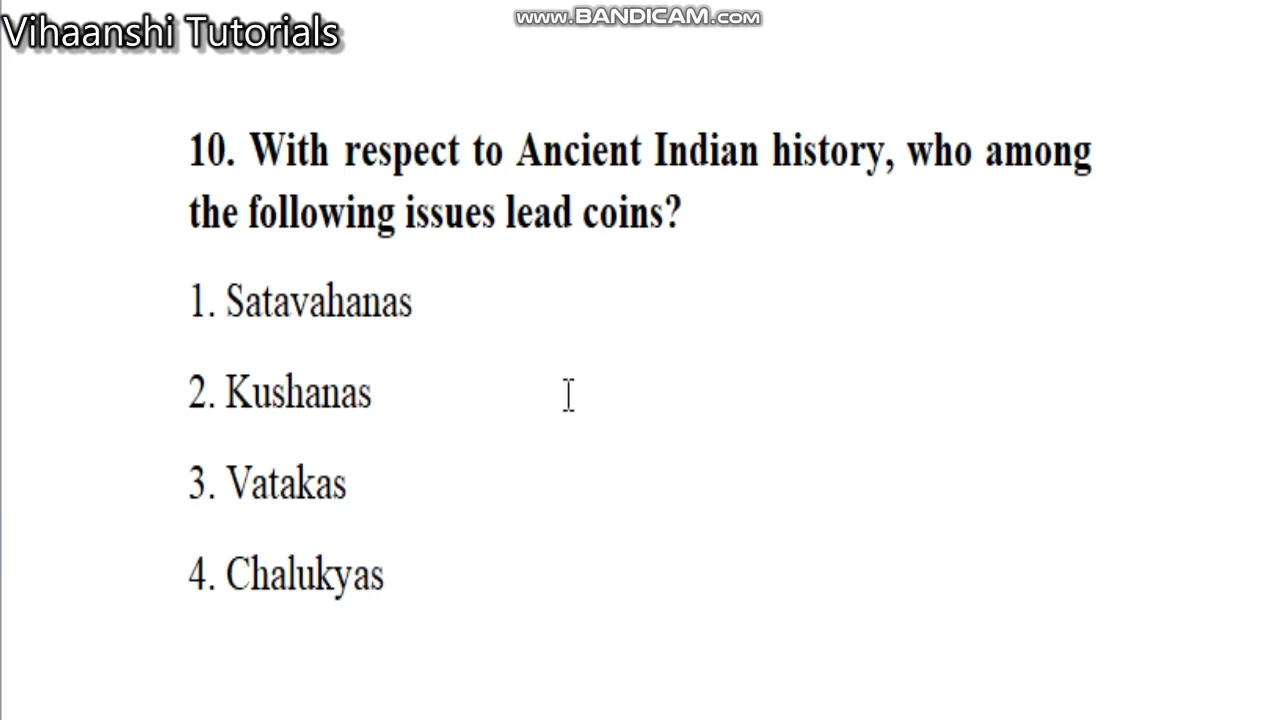 www.BANDICAM.com
Vihaanshi Tutorials
10. With respect to Ancient Indian history, who among
the following issues lead coins?
1. Satavahanas
2. Kushanas
3. Vatakas
4. Chalukyas